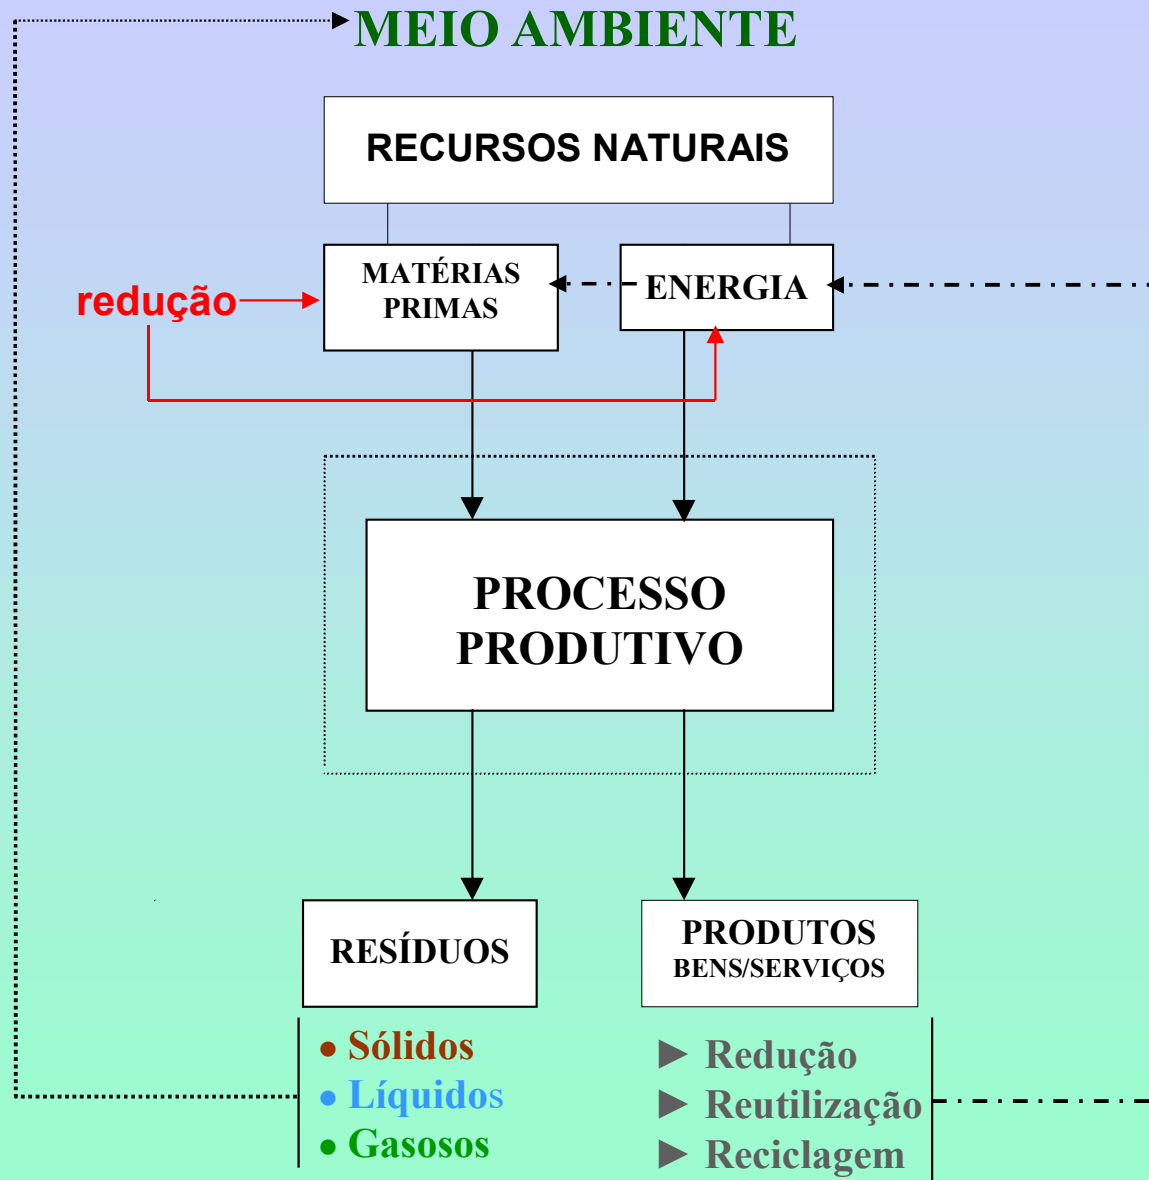 MEIO AMBIENTE
RECURSOS NATURAIS
MATÉRIAS
PRIMAS
ENERGIA
redução
PROCESSO
PRODUTIVO
RESÍDUOS
PRODUTOS
BENS/SERVIÇOS
• Sólidos
• Líquidos
• Gasosos
► Redução
► Reutilização
► Reciclagem